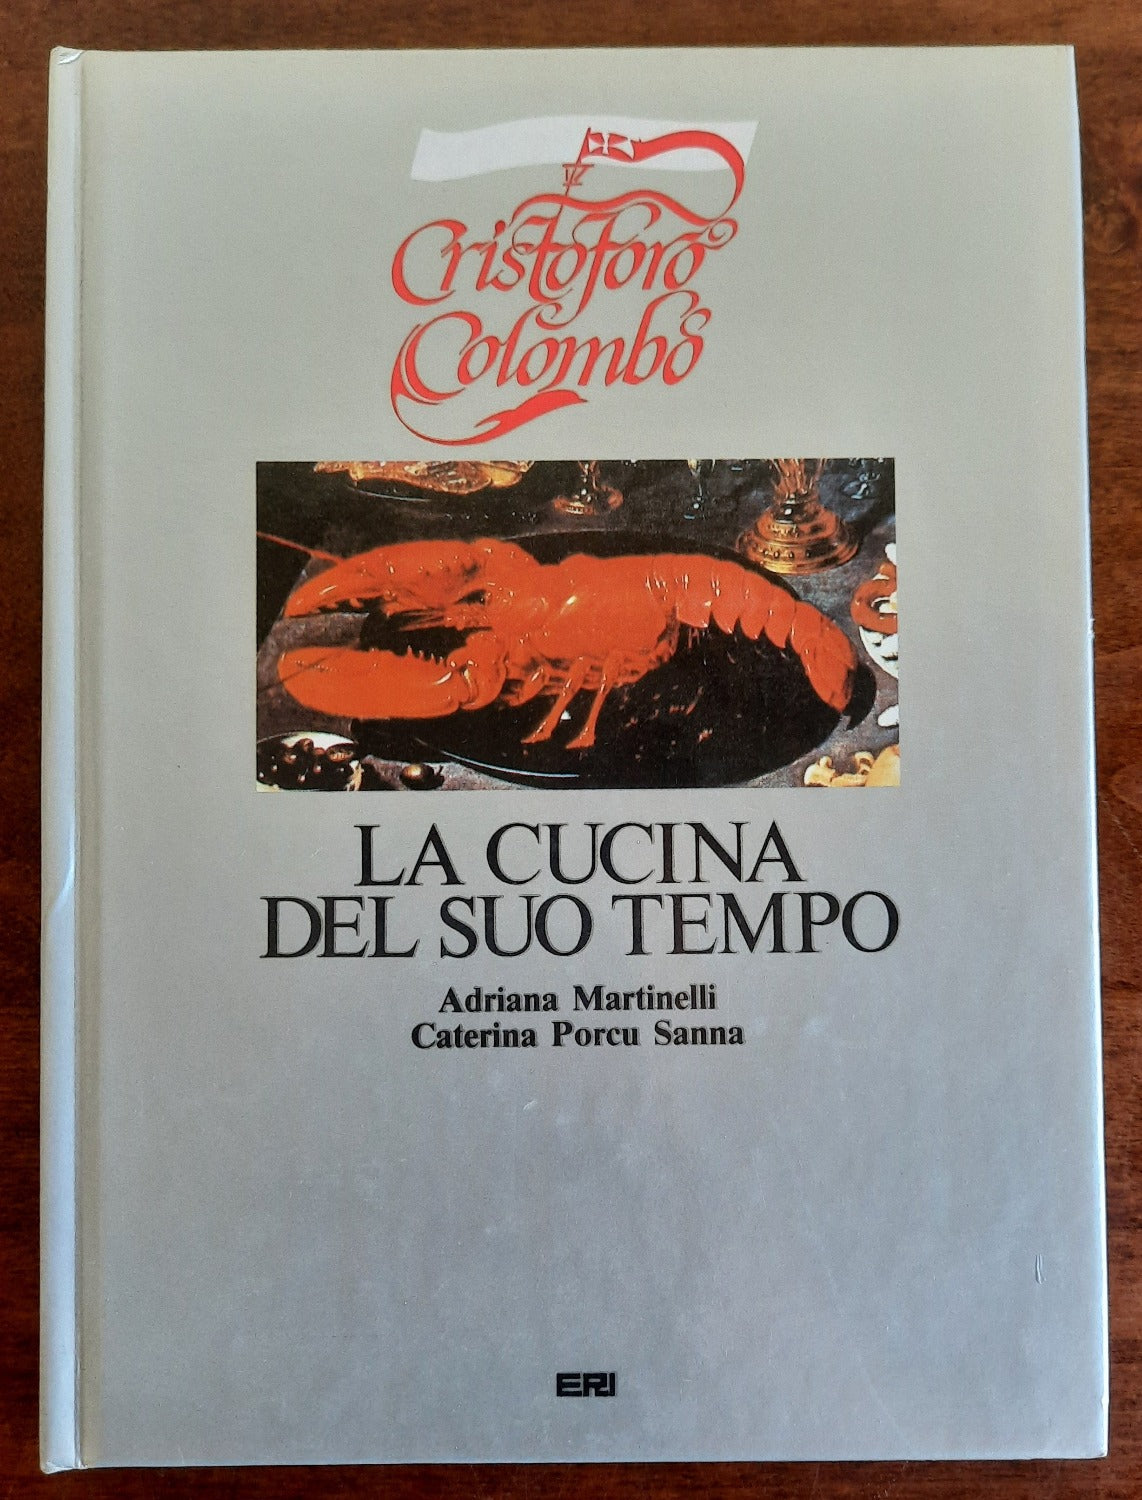 Cristoforo
Colombo
LA CUCINA
DEL SUO TEMPO
Adriana Martinelli
Caterina Porcu Sanna
ERI